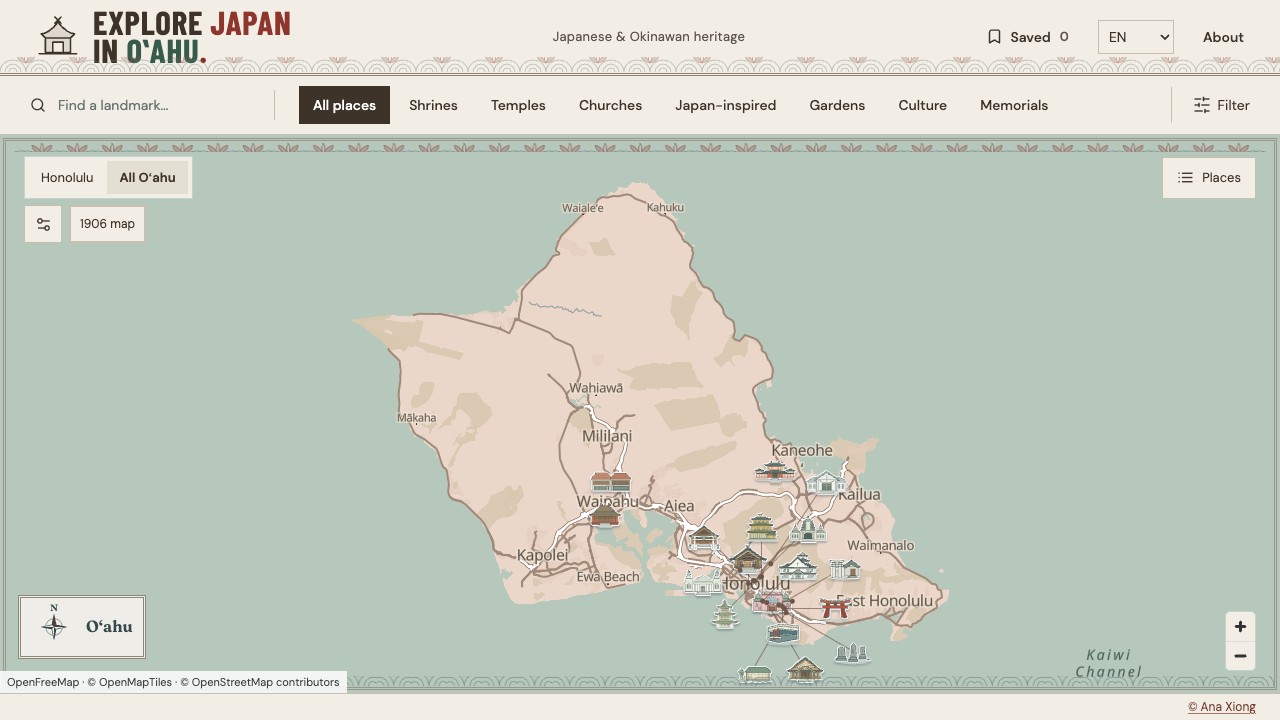 EXPLORE JAPAN
IN OʻAHU.
Japanese & Okinawan heritage
Saved 0
EN
About
Find a landmark...
All places
Shrines
Temples
Churches
Japan-inspired
Gardens
Culture
Memorials
Filter
Honolulu
All Oʻahu
Places
1906 map
Waialeʻe
Kahuku
Wahiawā
Mākaha
Mililani
Kaneohe
Kailua
Waipahu
Aiea
Waimanalo
Kapolei
Ewa Beach
Honolulu
East Honolulu
N
Oʻahu
Kaiwi
Channel
+
−
OpenFreeMap · © OpenMapTiles · © OpenStreetMap contributors
© Ana Xiong